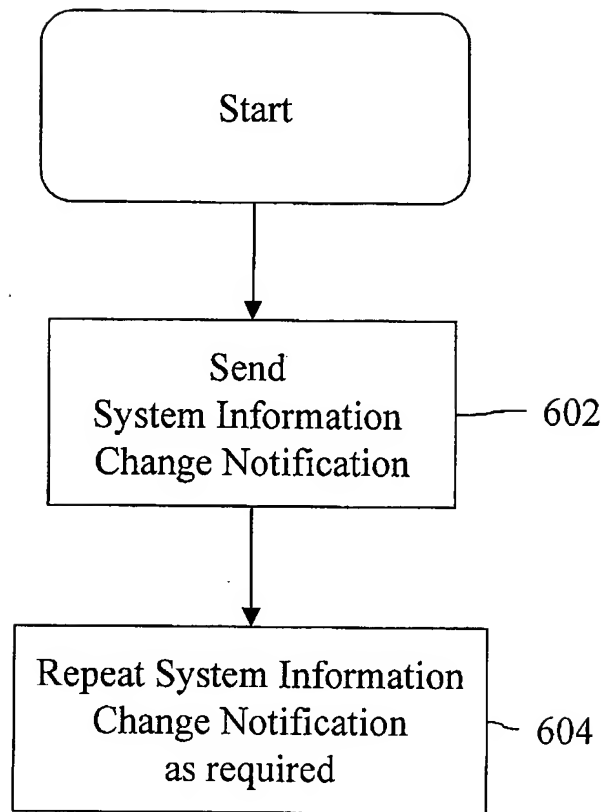 Start
Send
System Information
Change Notification
602
Repeat System Information
Change Notification
as required
604